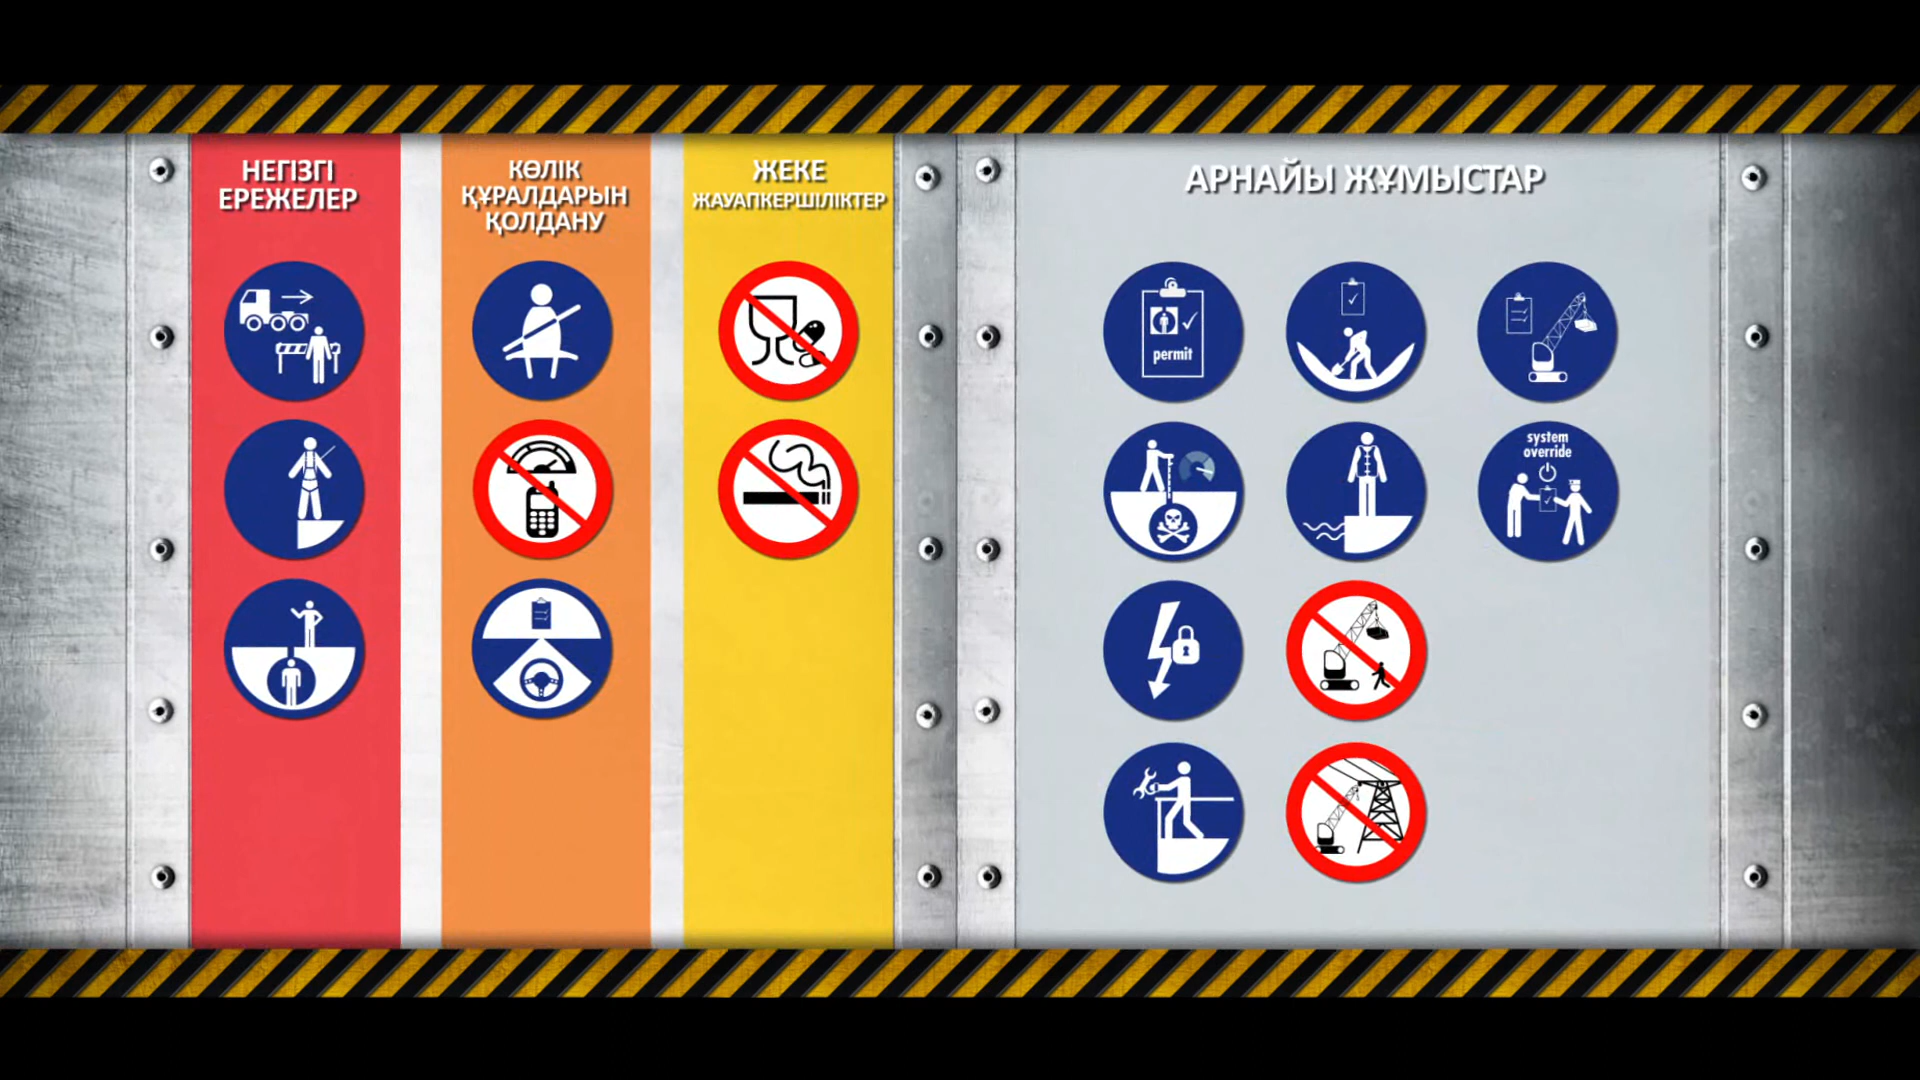 НЕГІЗГІ
ЕРЕЖЕЛЕР
КӨЛІК
ҚҰРАЛДАРЫН
ҚОЛДАНУ
ЖЕКЕ
ЖАУАПКЕРШІЛІКТЕР
АРНАЙЫ ЖҰМЫСТАР
permit
system
override